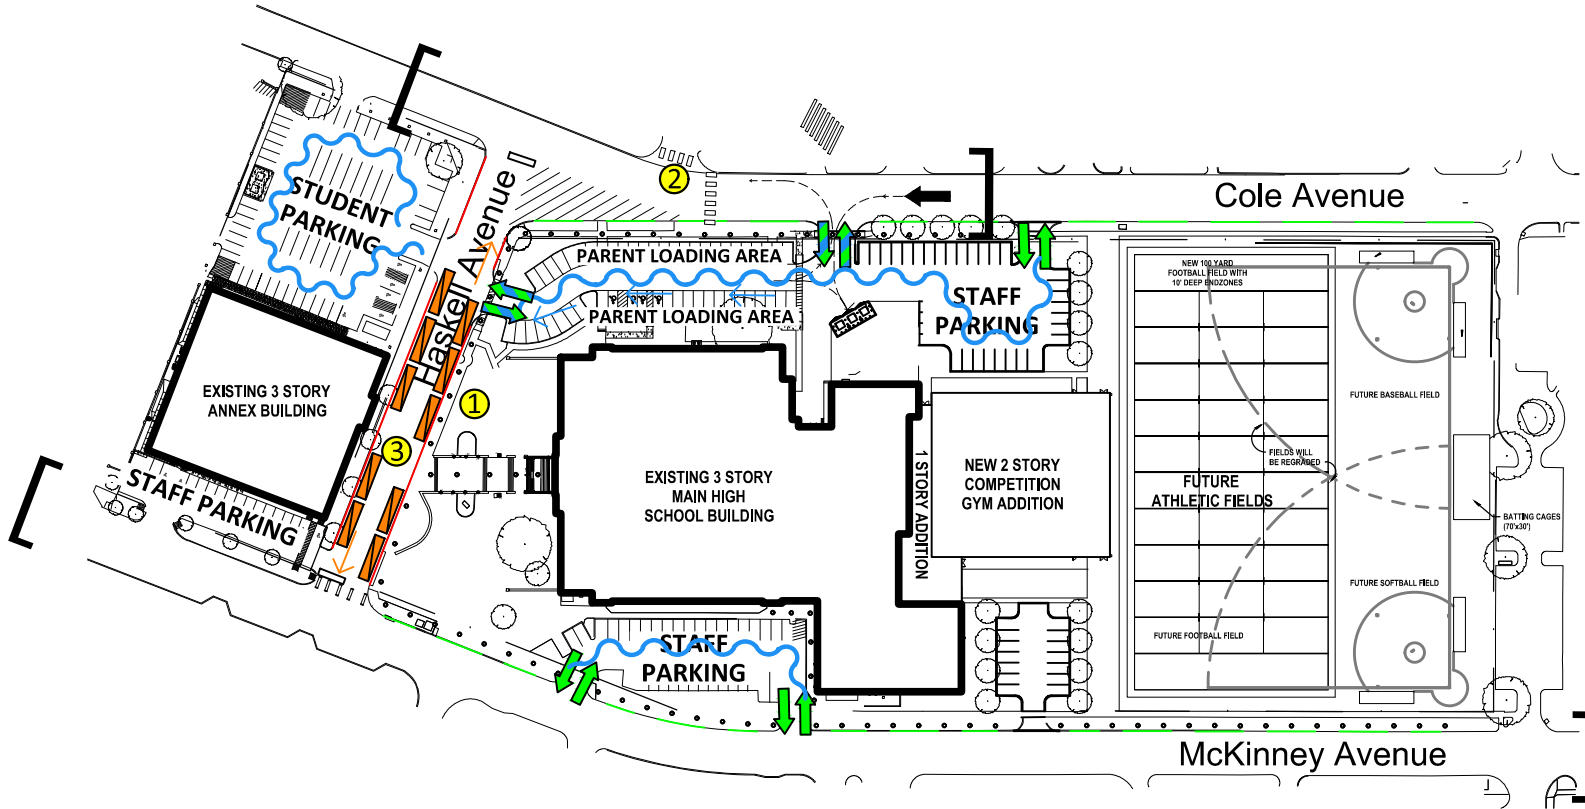 Cole Avenue
STUDENT
PARKING
Haskell Avenue
2
PARENT LOADING AREA
PARENT LOADING AREA
STAFF
PARKING
NEW 100 YARD
FOOTBALL FIELD WITH
10' DEEP ENDZONES
EXISTING 3 STORY
ANNEX BUILDING
1
3
STAFF PARKING
EXISTING 3 STORY
MAIN HIGH
SCHOOL BUILDING
1 STORY ADDITION
NEW 2 STORY
COMPETITION
GYM ADDITION
FUTURE BASEBALL FIELD
FIELDS WILL
BE REGRADED
FUTURE
ATHLETIC FIELDS
BATTING CAGES
(70'x30')
FUTURE SOFTBALL FIELD
FUTURE FOOTBALL FIELD
STAFF
PARKING
McKinney Avenue